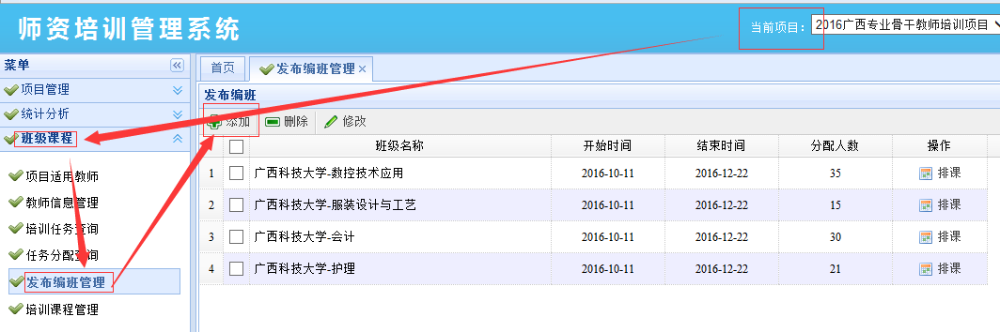 师资培训管理系统
当前项目： 2016广西专业骨干教师培训项目
菜单
项目管理
统计分析
班级课程
项目适用教师
教师信息管理
培训任务查询
任务分配查询
发布编班管理
培训课程管理
首页 发布编班管理
发布编班
添加 删除 修改
班级名称 开始时间 结束时间 分配人数 操作
1 广西科技大学-数控技术应用 2016-10-11 2016-12-22 35 排课
2 广西科技大学-服装设计与工艺 2016-10-11 2016-12-22 15 排课
3 广西科技大学-会计 2016-10-11 2016-12-22 30 排课
4 广西科技大学-护理 2016-10-11 2016-12-22 21 排课